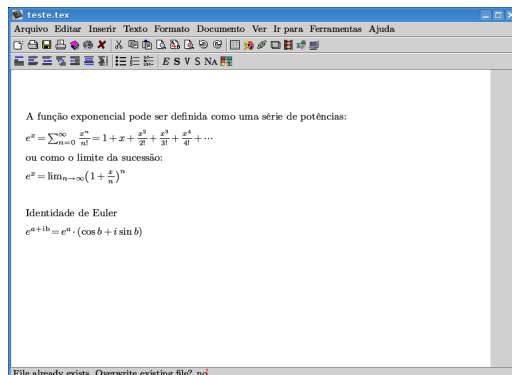 teste.tex
Arquivo Editar Inserir Texto Formato Documento Ver Ir para Ferramentas Ajuda
E S V S NA
A função exponencial pode ser definida como uma série de potências:
e^x = ∑_{n=0}^∞ x^n/n! = 1 + x + x^2/2! + x^3/3! + x^4/4! + ⋯
ou como o limite da sucessão:
e^x = lim_{n→∞} (1 + x/n)^n
Identidade de Euler
e^{a+ib} = e^a · (cos b + i sin b)
File already exists. Overwrite existing file? no